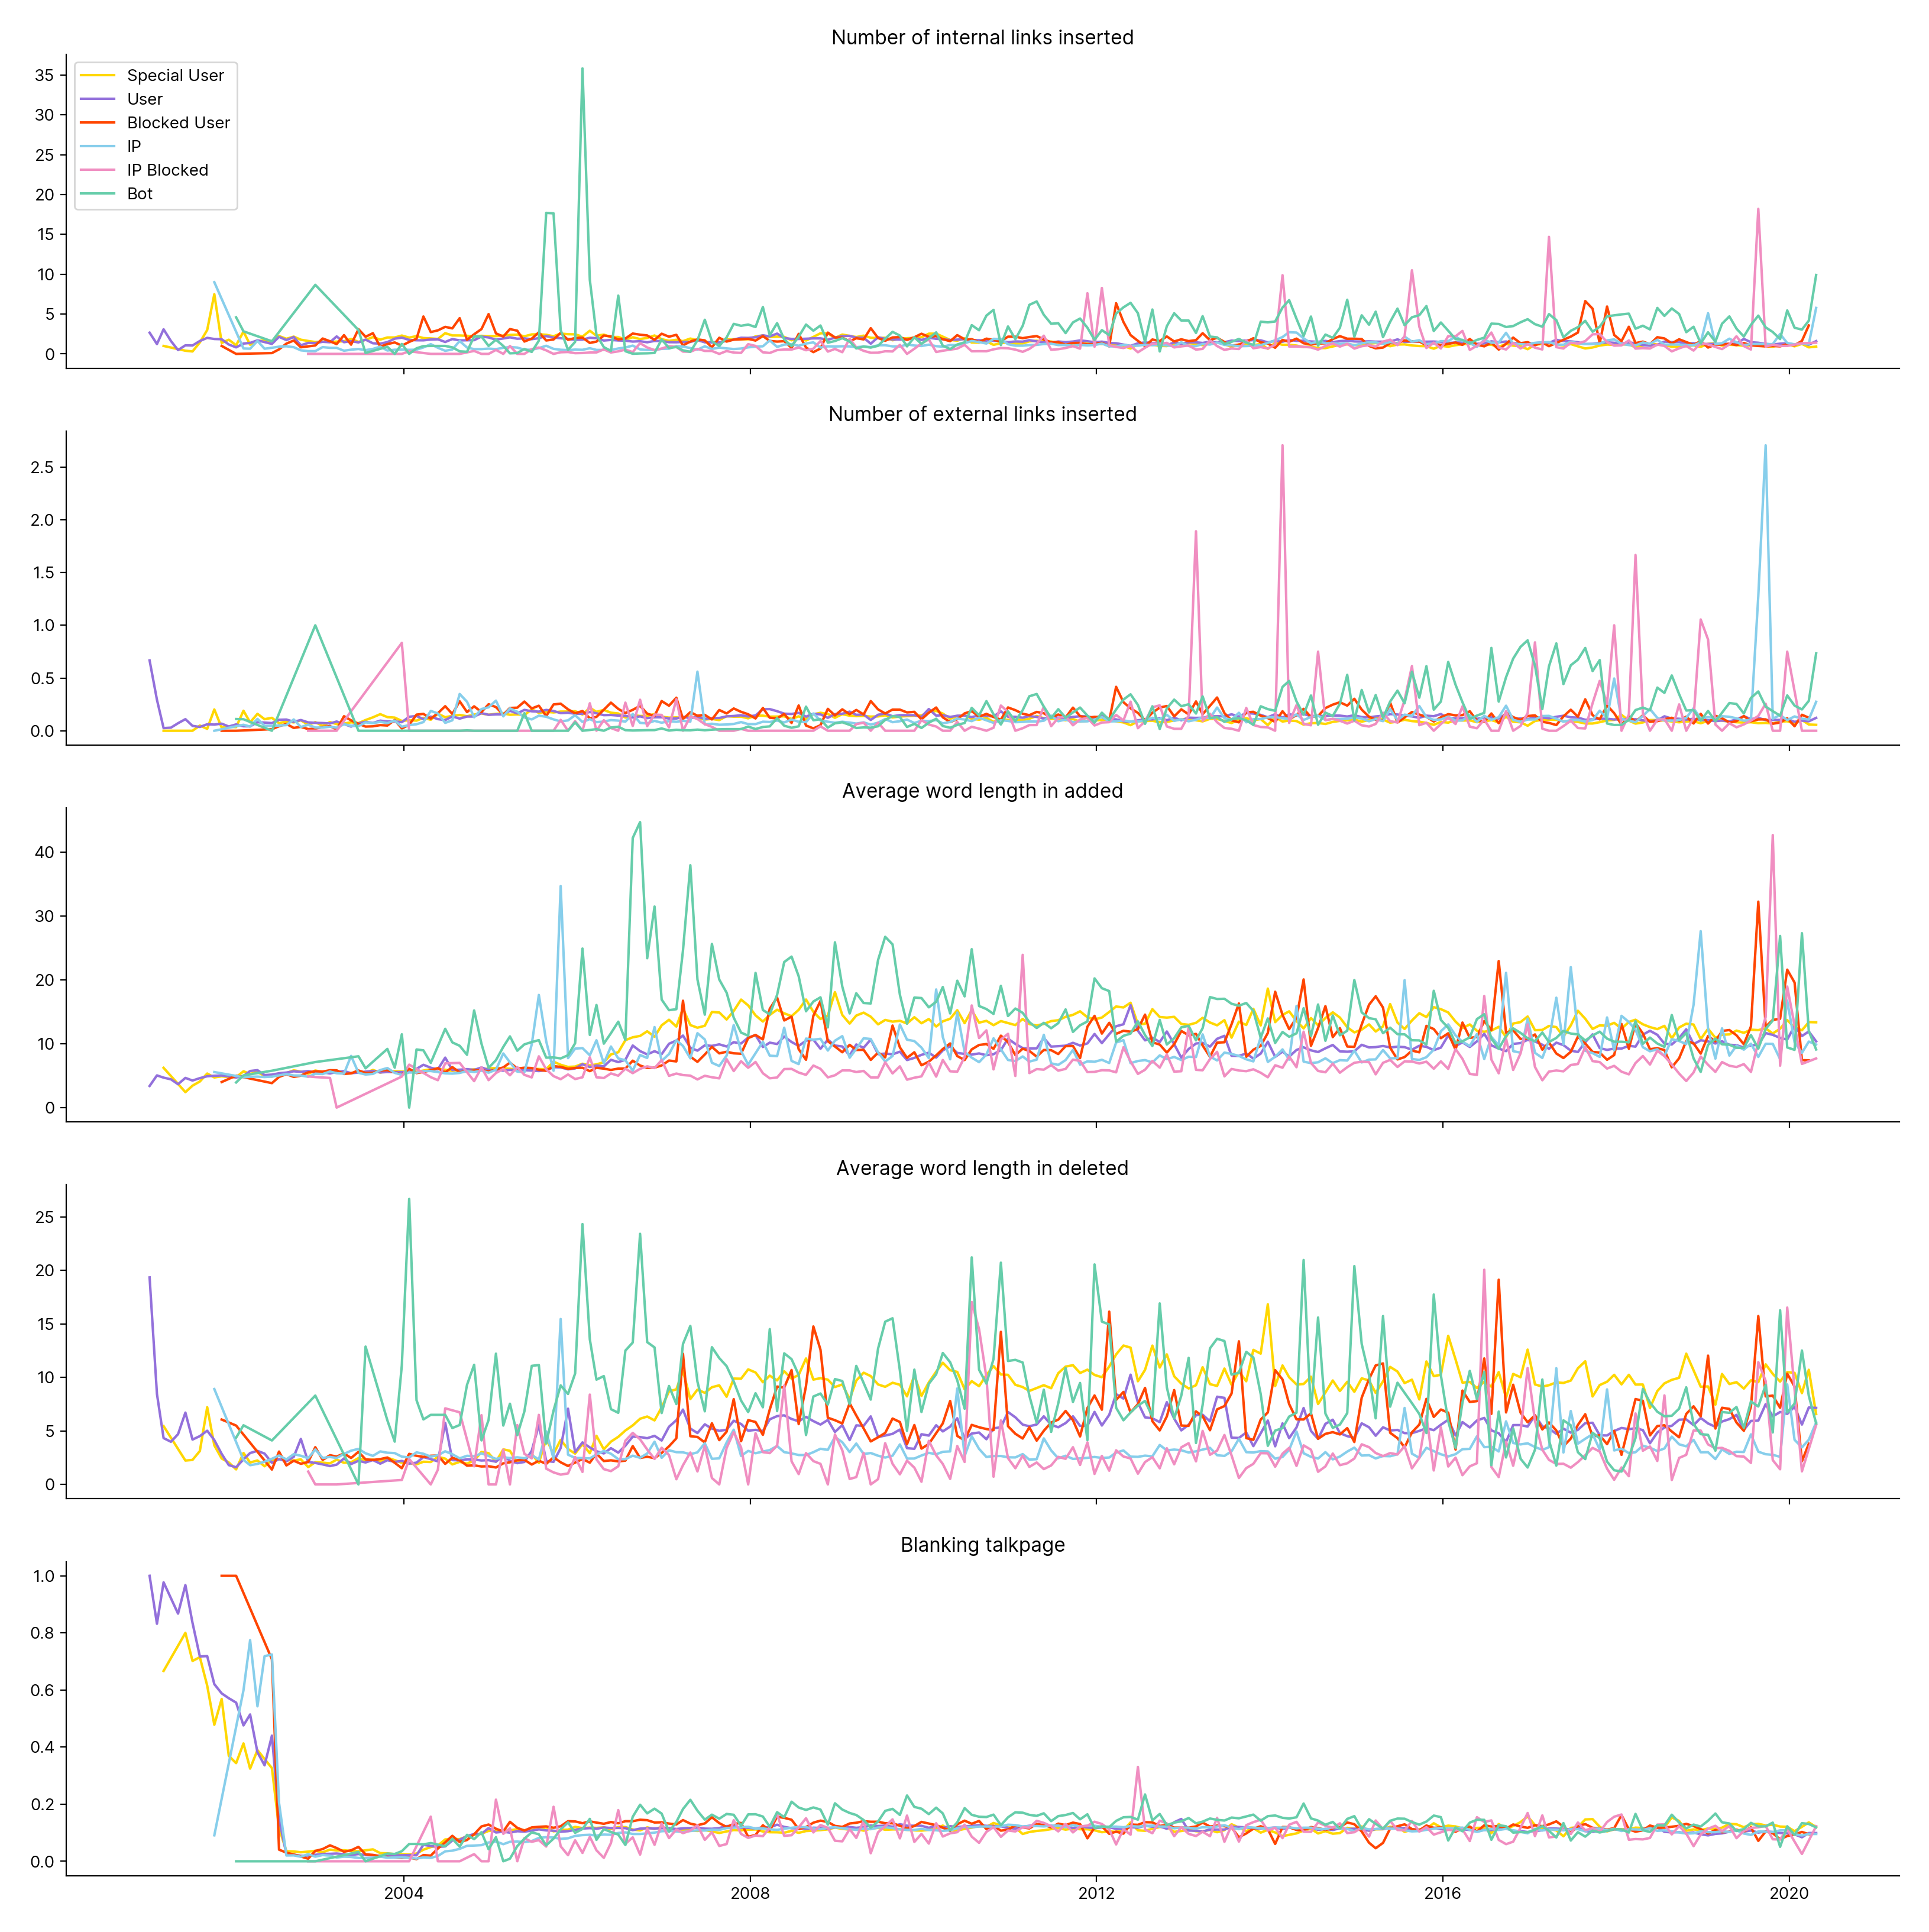 Number of internal links inserted
35
30
25
20
15
10
5
0
Special User
User
Blocked User
IP
IP Blocked
Bot
Number of external links inserted
2.5
2.0
1.5
1.0
0.5
0.0
Average word length in added
40
30
20
10
0
Average word length in deleted
25
20
15
10
5
0
Blanking talkpage
1.0
0.8
0.6
0.4
0.2
0.0
2004 2008 2012 2016 2020